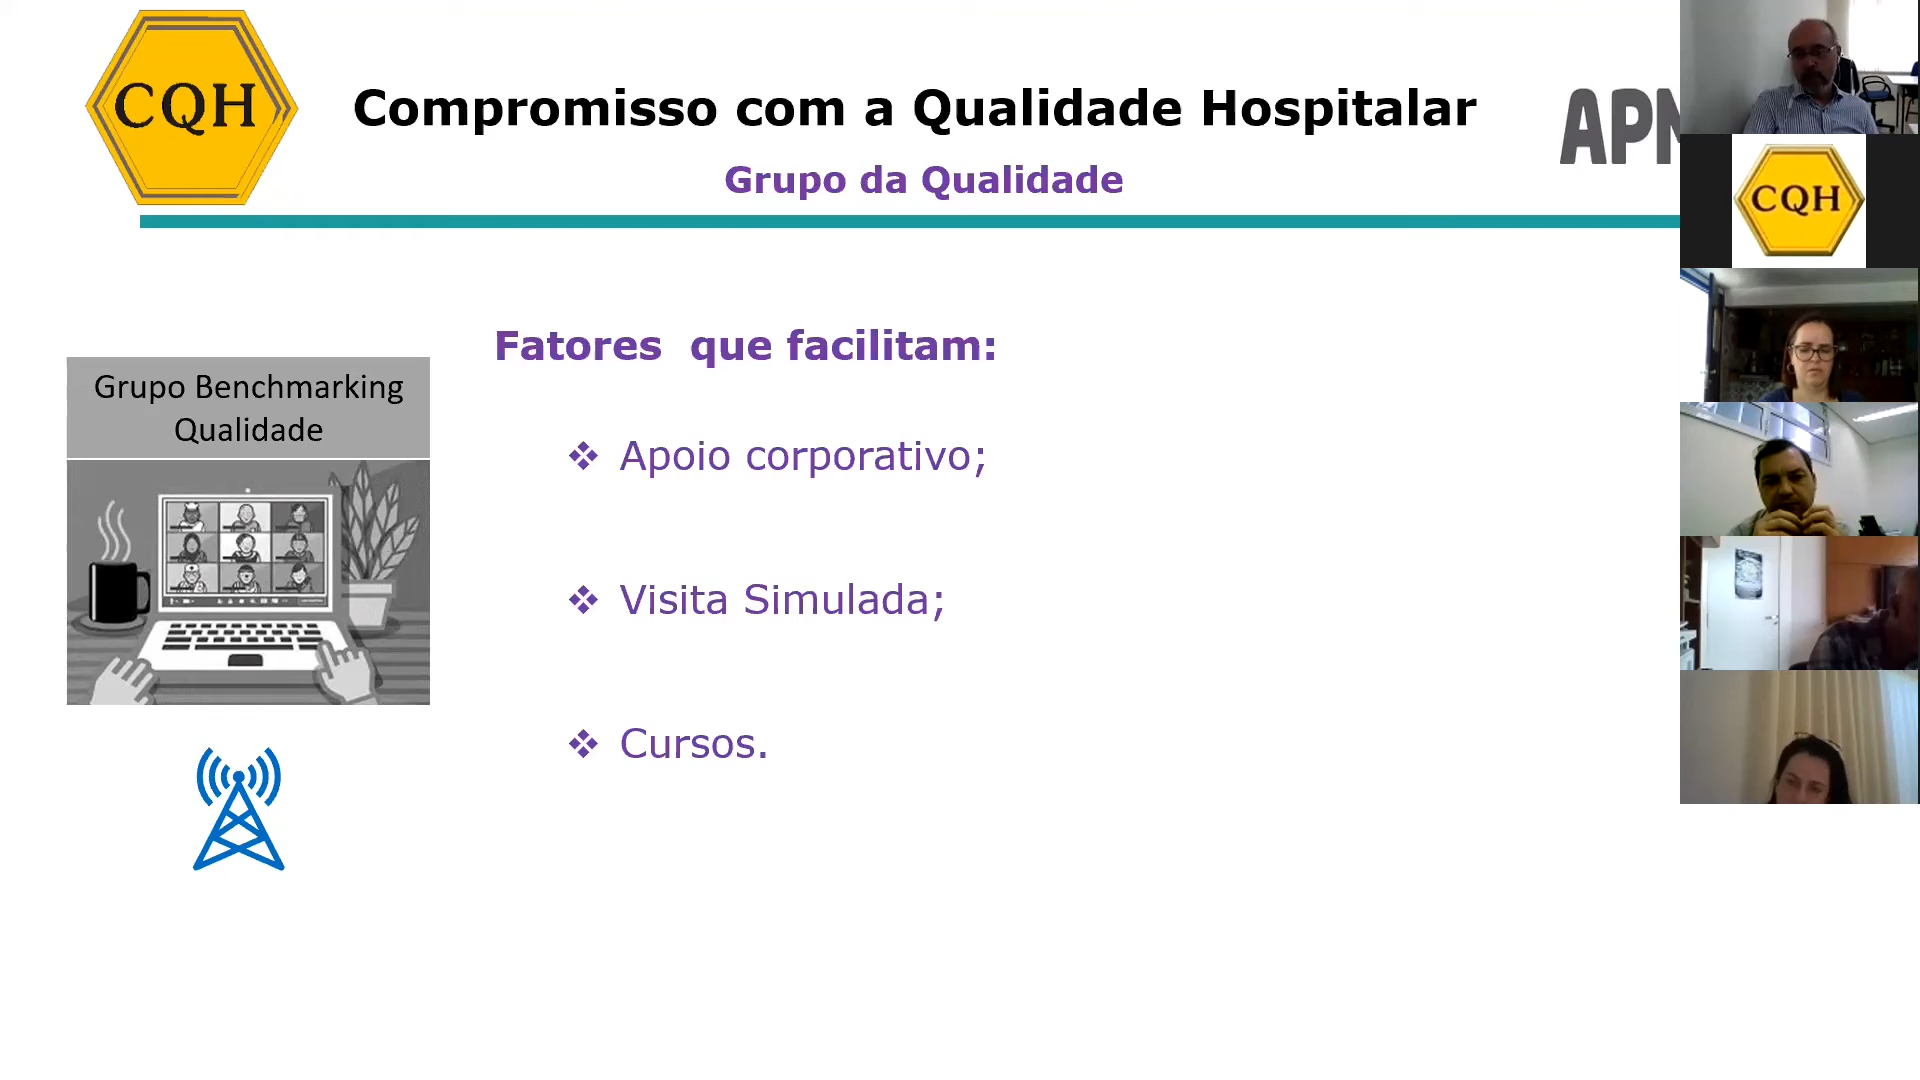 CQH
Compromisso com a Qualidade Hospitalar
Grupo da Qualidade
CQH
Fatores  que facilitam:
Grupo Benchmarking
Qualidade
❖ Apoio corporativo;
❖ Visita Simulada;
❖ Cursos.